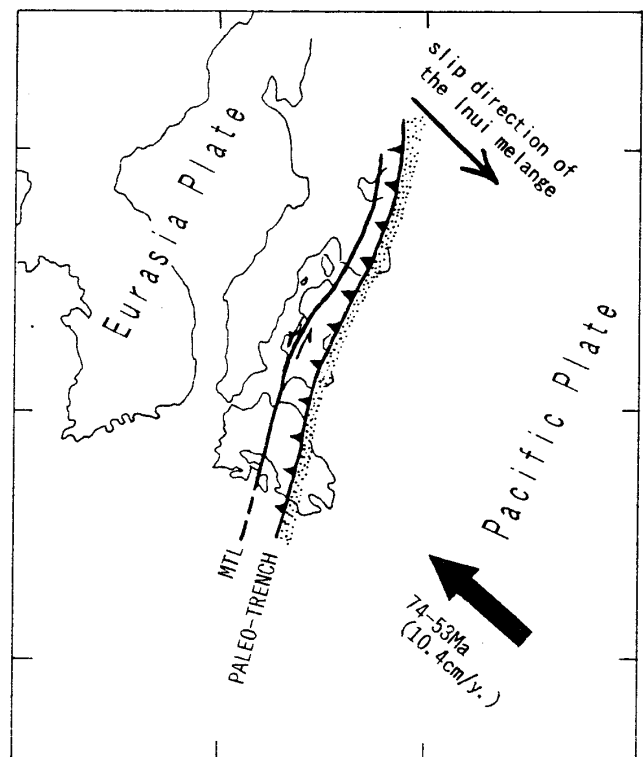 slip direction of
the Inui melange
Eurasia Plate
Pacific Plate
MTL
PALEO-TRENCH
74-53Ma
(10.4cm/y.)